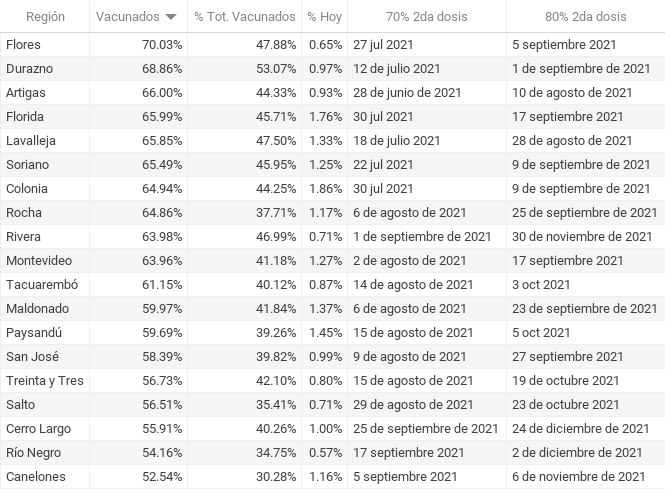 Región Vacunados % Tot. Vacunados % Hoy 70% 2da dosis 80% 2da dosis
Flores 70.03% 47.88% 0.65% 27 jul 2021 5 septiembre 2021
Durazno 68.86% 53.07% 0.97% 12 de julio 2021 1 de septiembre de 2021
Artigas 66.00% 44.33% 0.93% 28 de junio de 2021 10 de agosto de 2021
Florida 65.99% 45.71% 1.76% 30 jul 2021 17 septiembre 2021
Lavalleja 65.85% 47.50% 1.33% 18 de julio 2021 28 de agosto de 2021
Soriano 65.49% 45.95% 1.25% 22 jul 2021 9 de septiembre de 2021
Colonia 64.94% 44.25% 1.86% 30 jul 2021 9 de septiembre de 2021
Rocha 64.86% 37.71% 1.17% 6 de agosto de 2021 25 de septiembre de 2021
Rivera 63.98% 46.99% 0.71% 1 de septiembre de 2021 30 de noviembre de 2021
Montevideo 63.96% 41.18% 1.27% 2 de agosto de 2021 17 septiembre 2021
Tacuarembó 61.15% 40.12% 0.87% 14 de agosto de 2021 3 oct 2021
Maldonado 59.97% 41.84% 1.37% 6 de agosto de 2021 23 de septiembre de 2021
Paysandú 59.69% 39.26% 1.45% 15 de agosto de 2021 5 oct 2021
San José 58.39% 39.82% 0.99% 9 de agosto de 2021 27 septiembre 2021
Treinta y Tres 56.73% 42.10% 0.80% 15 de agosto de 2021 19 de octubre 2021
Salto 56.51% 35.41% 0.71% 29 de agosto de 2021 23 de octubre 2021
Cerro Largo 55.91% 40.26% 1.00% 25 de septiembre de 2021 24 de diciembre de 2021
Río Negro 54.16% 34.75% 0.57% 17 septiembre 2021 2 de diciembre de 2021
Canelones 52.54% 30.28% 1.16% 5 septiembre 2021 6 de noviembre de 2021